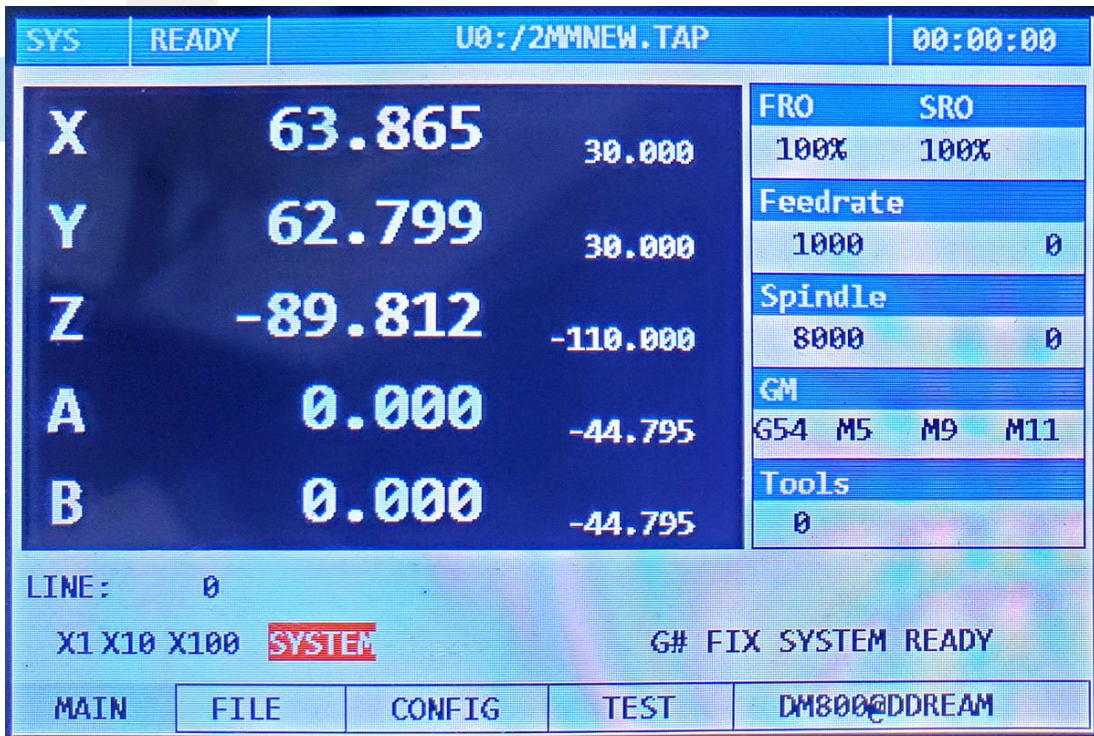 SYS READY U0:/2MMNEW.TAP 00:00:00
X 63.865 30.000
Y 62.799 30.000
Z -89.812 -110.000
A 0.000 -44.795
B 0.000 -44.795
FRO SRO
100% 100%
Feedrate
1000 0
Spindle
8000 0
GM
G54 M5 M9 M11
Tools
0
LINE: 0
X1 X10 X100 SYSTEM G# FIX SYSTEM READY
MAIN FILE CONFIG TEST DM800@DDREAM